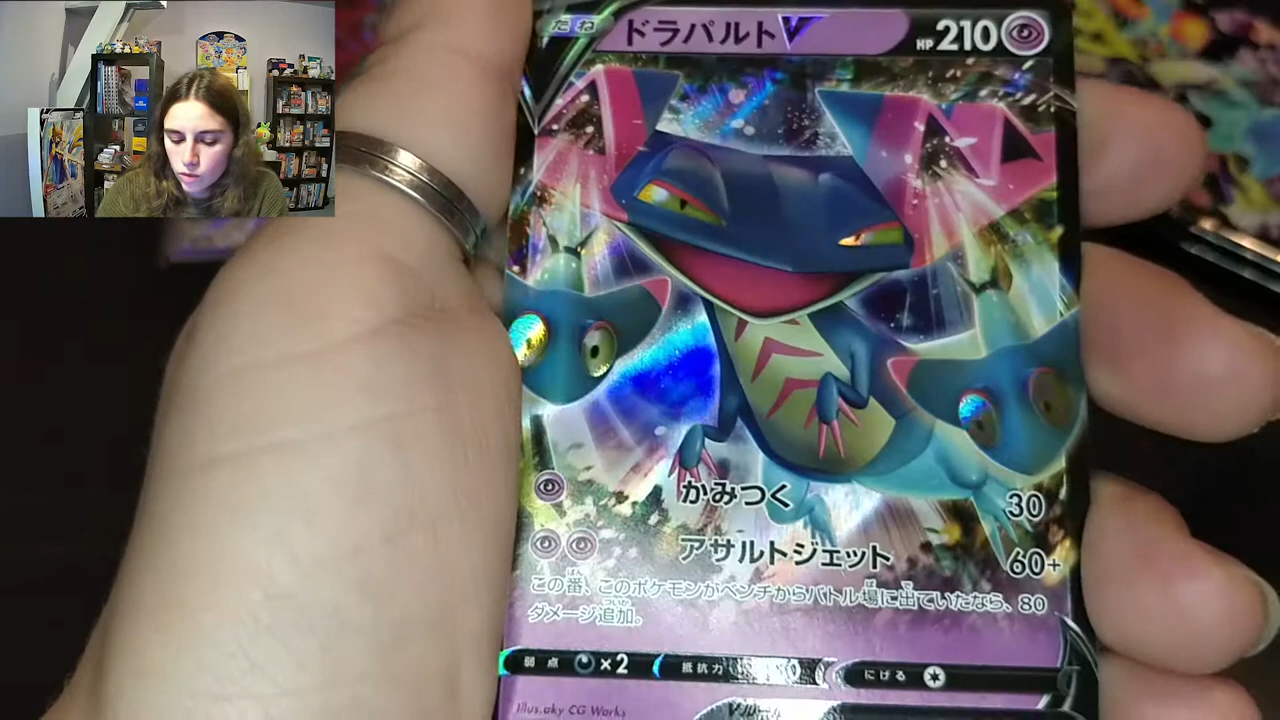 たね ドラパルトV HP210
かみつく 30
アサルトジェット 60+
この番、このポケモンがベンチからバトル場に出ていたなら、80
ダメージ追加。
弱点 ×2 抵抗力 にげる
Illus.aky CG Works